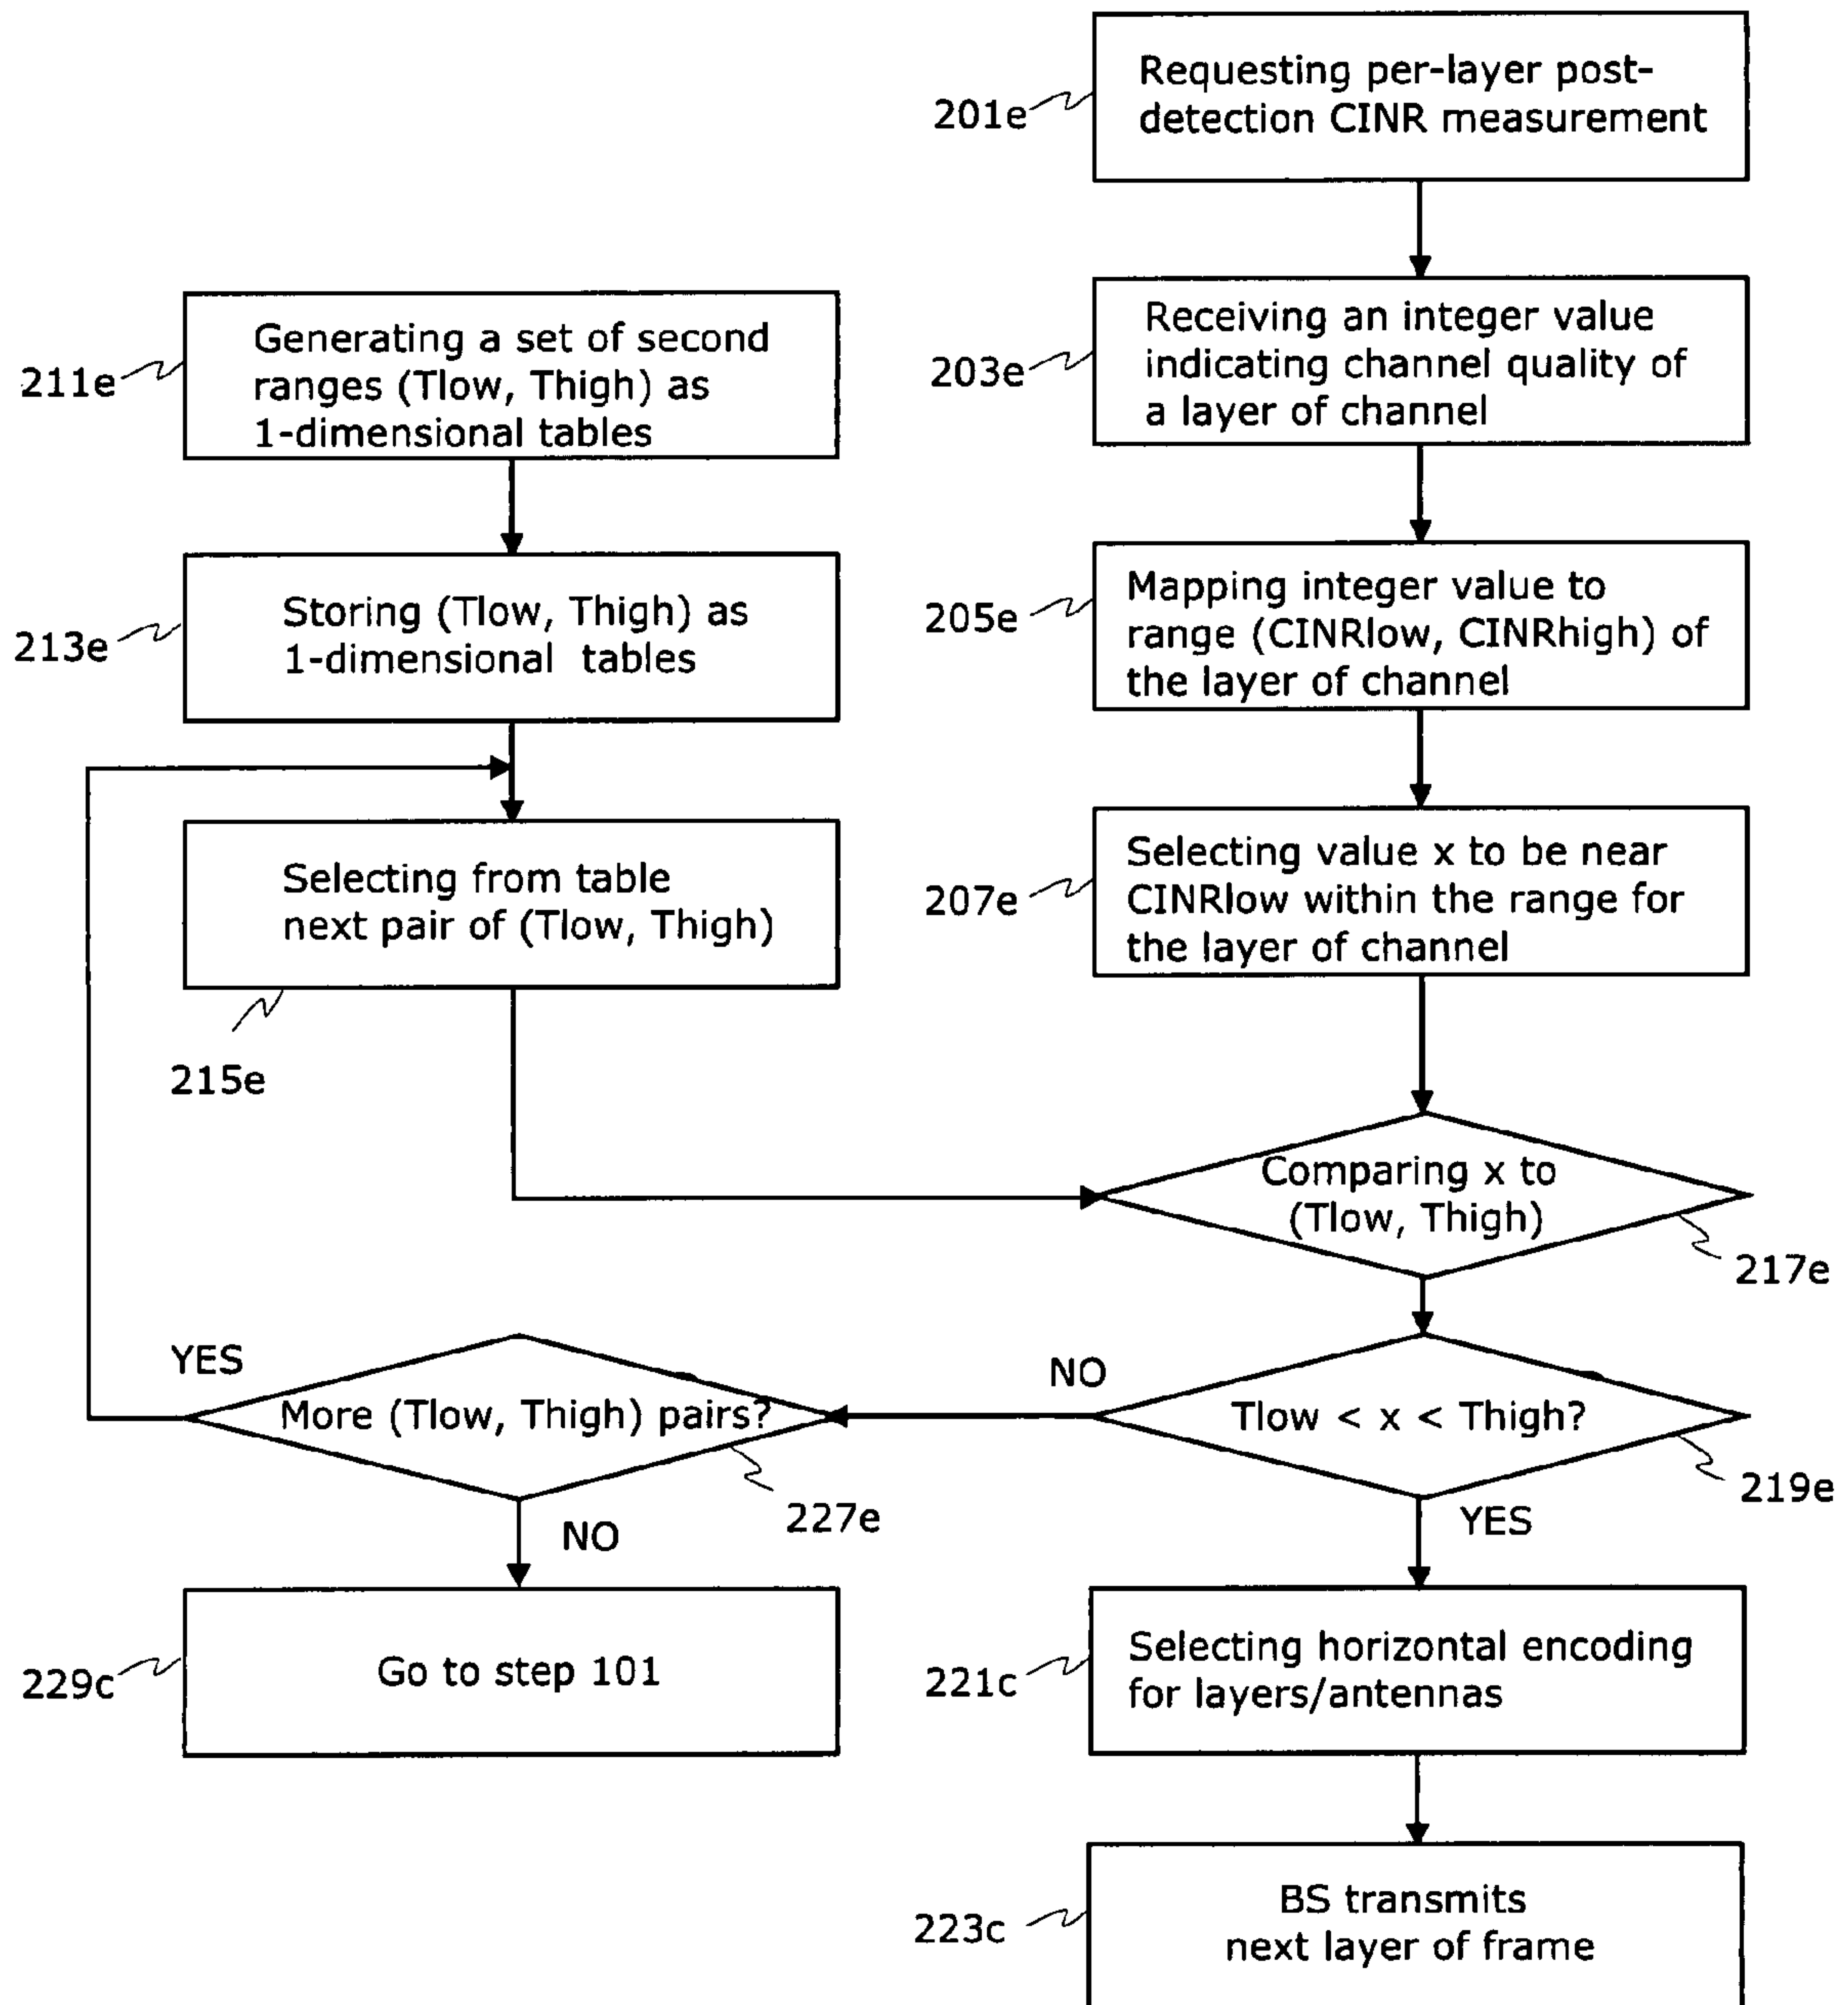 Requesting per-layer post-
detection CINR measurement
201e
Generating a set of second
ranges (Tlow, Thigh) as
1-dimensional tables
211e
Receiving an integer value
indicating channel quality of
a layer of channel
203e
Storing (Tlow, Thigh) as
1-dimensional tables
213e
Mapping integer value to
range (CINRlow, CINRhigh) of
the layer of channel
205e
Selecting from table
next pair of (Tlow, Thigh)
215e
Selecting value x to be near
CINRlow within the range for
the layer of channel
207e
Comparing x to
(Tlow, Thigh)
217e
YES
More (Tlow, Thigh) pairs?
227e
NO
NO
Tlow < x < Thigh?
219e
YES
Go to step 101
229c
Selecting horizontal encoding
for layers/antennas
221c
BS transmits
next layer of frame
223c